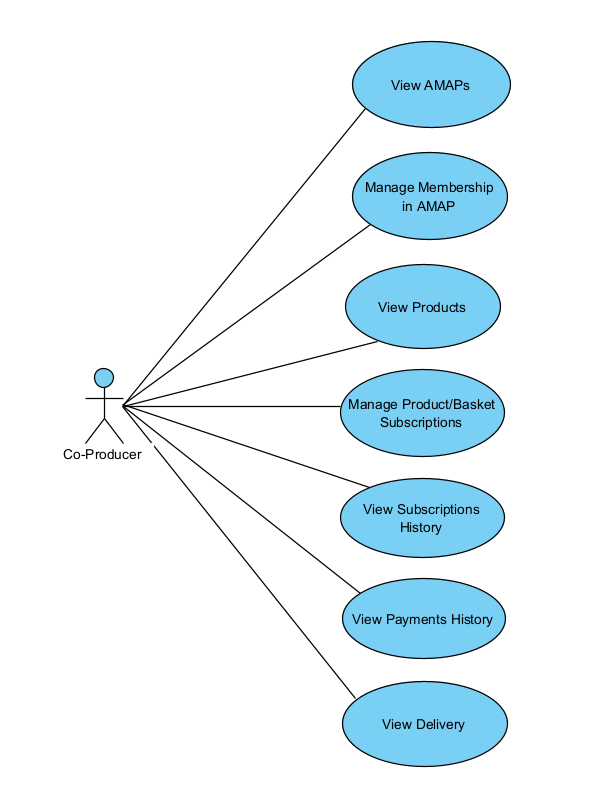 View AMAPs
Manage Membership
in AMAP
View Products
Manage Product/Basket
Subscriptions
Co-Producer
View Subscriptions
History
View Payments History
View Delivery